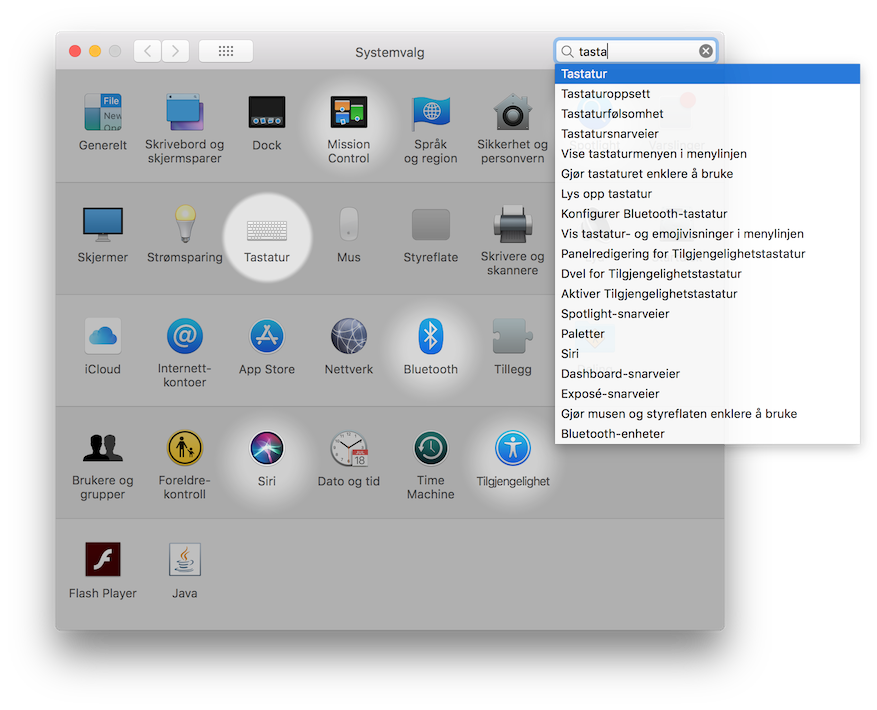 Systemvalg
tasta
Tastatur
Tastaturoppsett
Tastaturfølsomhet
Tastatursnarveier
Vise tastaturmenyen i menylinjen
Gjør tastaturet enklere å bruke
Lys opp tastatur
Konfigurer Bluetooth-tastatur
Vis tastatur- og emojivisninger i menylinjen
Panelredigering for Tilgjengelighetstastatur
Dvel for Tilgjengelighetstastatur
Aktiver Tilgjengelighetstastatur
Spotlight-snarveier
Paletter
Siri
Dashboard-snarveier
Exposé-snarveier
Gjør musen og styreflaten enklere å bruke
Bluetooth-enheter
File
New
Generelt
Skrivebord og
skjermsparer
Dock
Mission
Control
Språk
og region
Sikkerhet og
personvern
Skjermer
Strømsparing
Tastatur
Mus
Styreflate
Skrivere og
skannere
iCloud
Internett-
kontoer
App Store
Nettverk
Bluetooth
Tillegg
Brukere og
grupper
Foreldre-
kontroll
Siri
18
Dato og tid
Time
Machine
Tilgjengelighet
Flash Player
Java